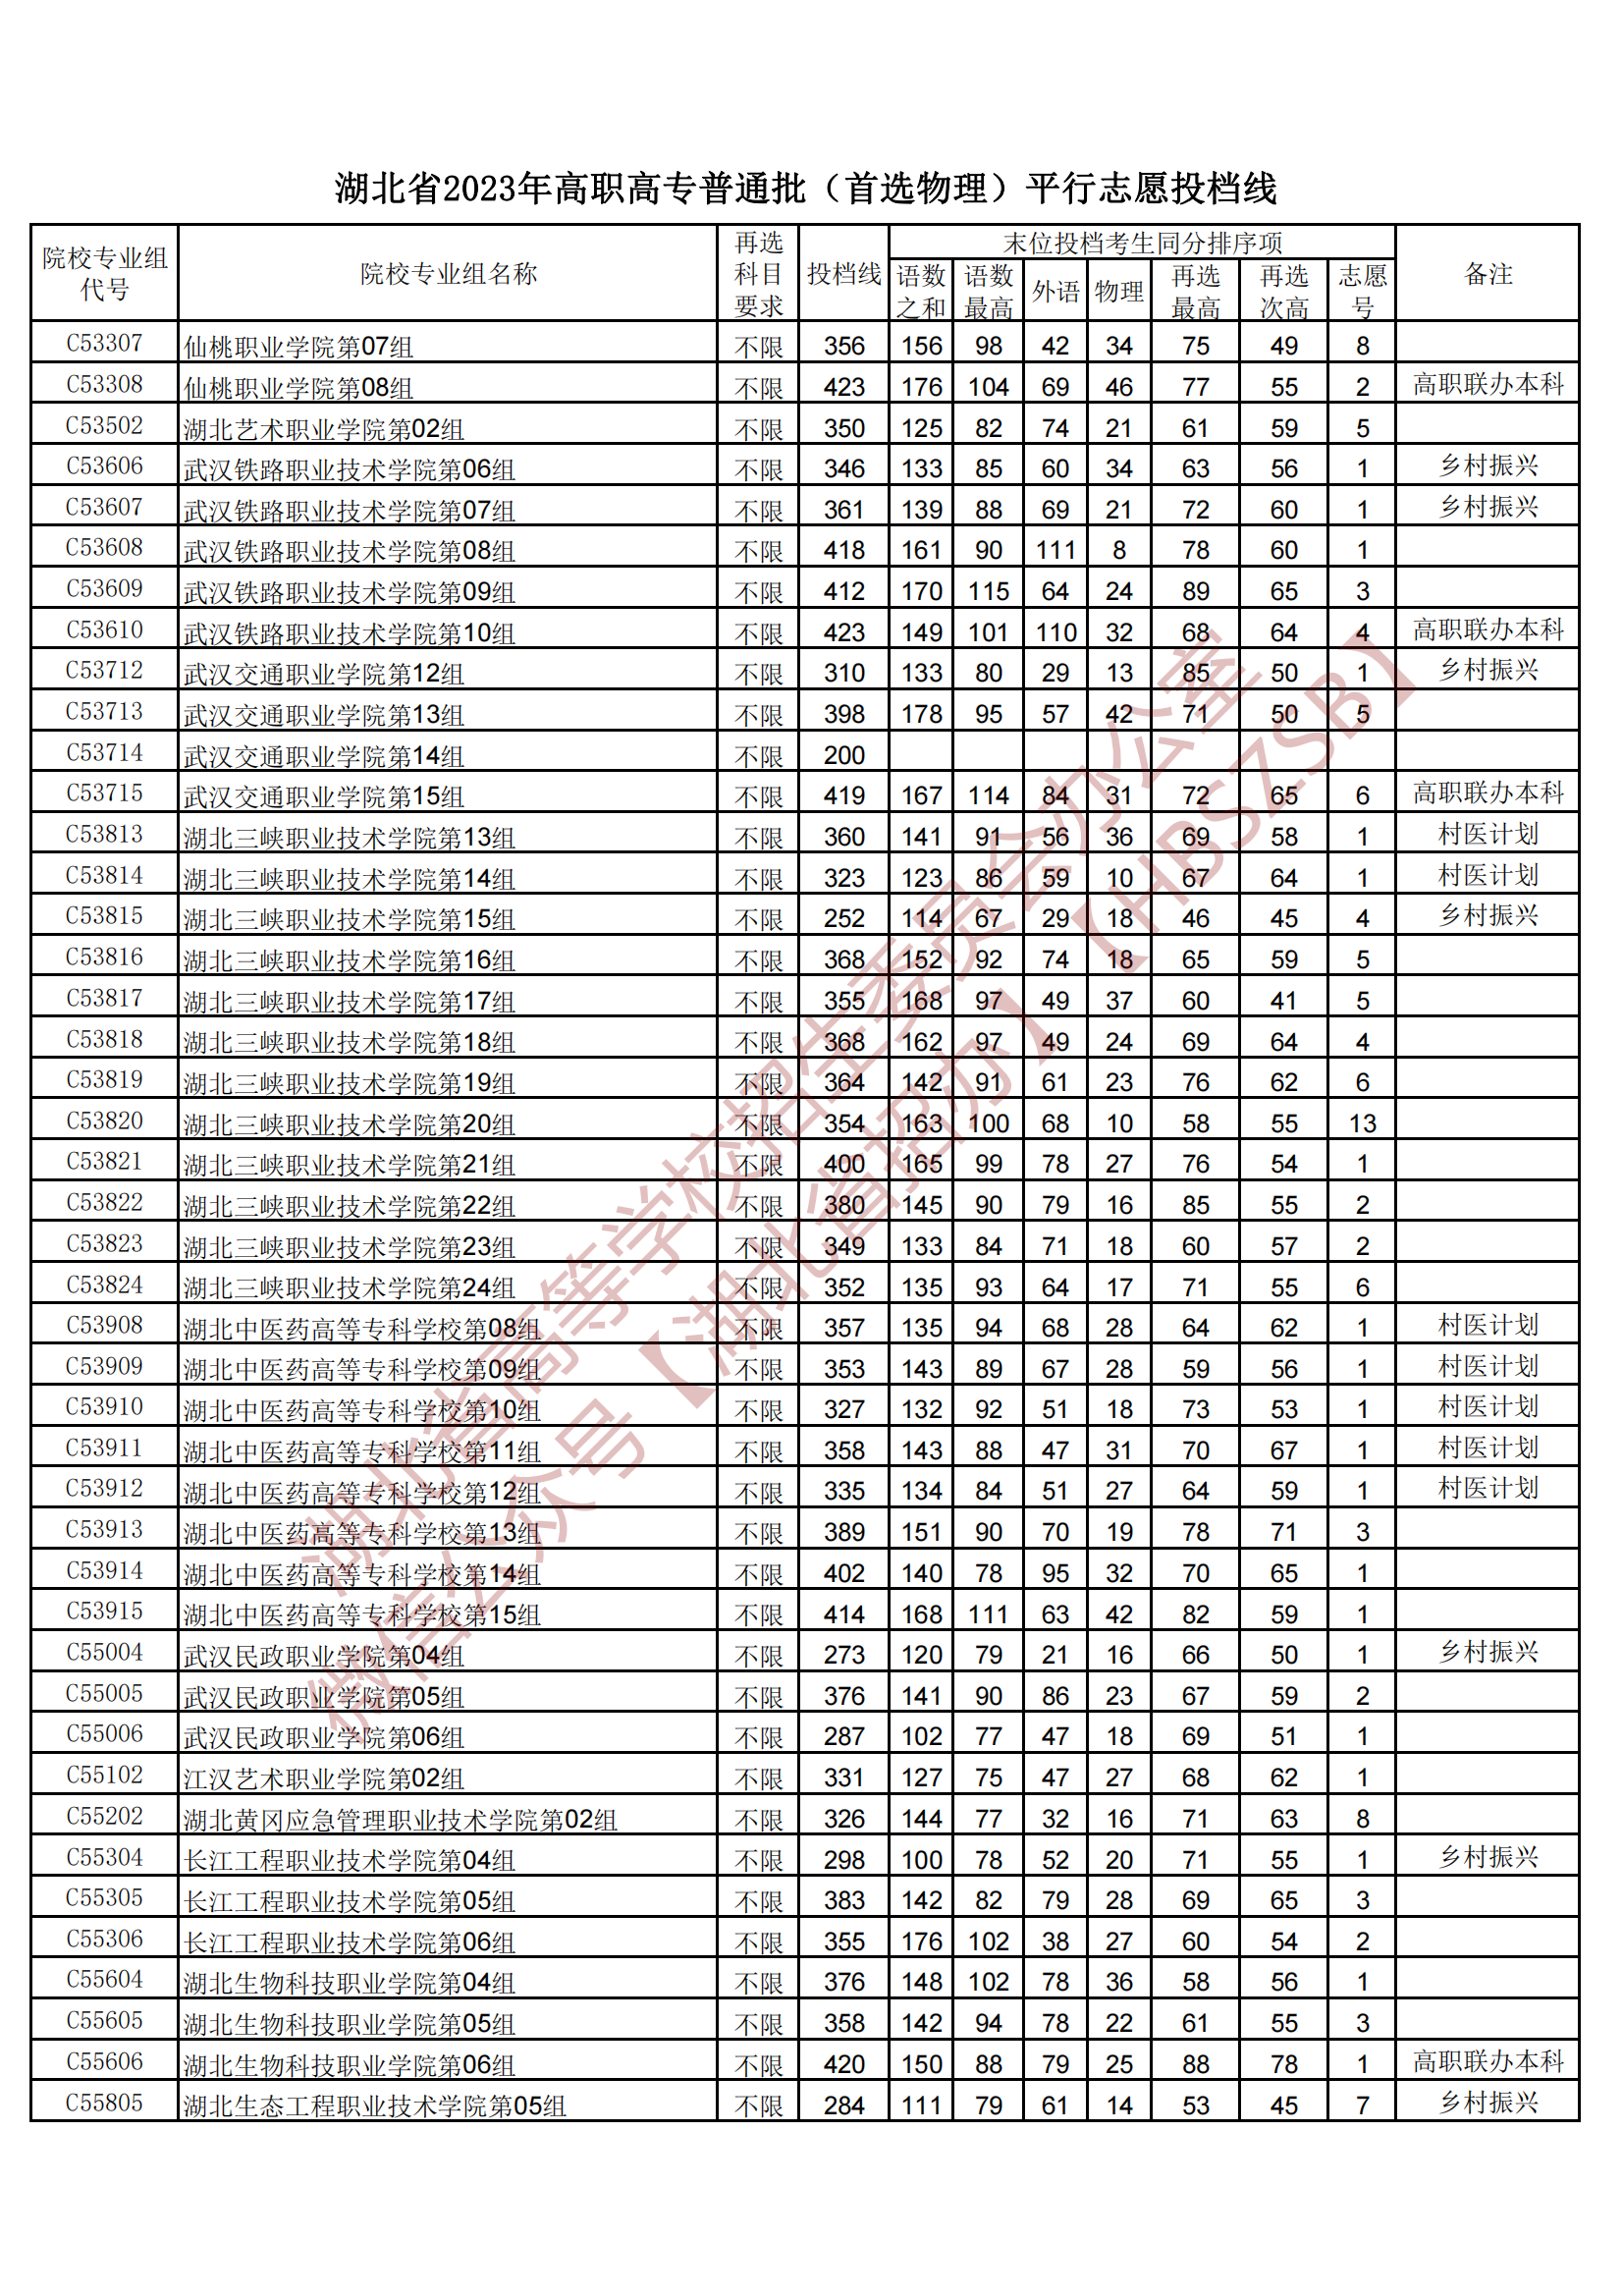 湖北省2023年高职高专普通批（首选物理）平行志愿投档线
院校专业组代号 院校专业组名称 再选科目要求 投档线 末位投档考生同分排序项 备注
语数之和 语数最高 外语 物理 再选最高 再选次高 志愿号
C53307 仙桃职业学院第07组 不限 356 156 98 42 34 75 49 8
C53308 仙桃职业学院第08组 不限 423 176 104 69 46 77 55 2 高职联办本科
C53502 湖北艺术职业学院第02组 不限 350 125 82 74 21 61 59 5
C53606 武汉铁路职业技术学院第06组 不限 346 133 85 60 34 63 56 1 乡村振兴
C53607 武汉铁路职业技术学院第07组 不限 361 139 88 69 21 72 60 1 乡村振兴
C53608 武汉铁路职业技术学院第08组 不限 418 161 90 111 8 78 60 1
C53609 武汉铁路职业技术学院第09组 不限 412 170 115 64 24 89 65 3
C53610 武汉铁路职业技术学院第10组 不限 423 149 101 110 32 68 64 4 高职联办本科
C53712 武汉交通职业学院第12组 不限 310 133 80 29 13 85 50 1 乡村振兴
C53713 武汉交通职业学院第13组 不限 398 178 95 57 42 71 50 5
C53714 武汉交通职业学院第14组 不限 200
C53715 武汉交通职业学院第15组 不限 419 167 114 84 31 72 65 6 高职联办本科
C53813 湖北三峡职业技术学院第13组 不限 360 141 91 56 36 69 58 1 村医计划
C53814 湖北三峡职业技术学院第14组 不限 323 123 86 59 10 67 64 1 村医计划
C53815 湖北三峡职业技术学院第15组 不限 252 114 67 29 18 46 45 4 乡村振兴
C53816 湖北三峡职业技术学院第16组 不限 368 152 92 74 18 65 59 5
C53817 湖北三峡职业技术学院第17组 不限 355 168 97 49 37 60 41 5
C53818 湖北三峡职业技术学院第18组 不限 368 162 97 49 24 69 64 4
C53819 湖北三峡职业技术学院第19组 不限 364 142 91 61 23 76 62 6
C53820 湖北三峡职业技术学院第20组 不限 354 163 100 68 10 58 55 13
C53821 湖北三峡职业技术学院第21组 不限 400 165 99 78 27 76 54 1
C53822 湖北三峡职业技术学院第22组 不限 380 145 90 79 16 85 55 2
C53823 湖北三峡职业技术学院第23组 不限 349 133 84 71 18 60 57 2
C53824 湖北三峡职业技术学院第24组 不限 352 135 93 64 17 71 55 6
C53908 湖北中医药高等专科学校第08组 不限 357 135 94 68 28 64 62 1 村医计划
C53909 湖北中医药高等专科学校第09组 不限 353 143 89 67 28 59 56 1 村医计划
C53910 湖北中医药高等专科学校第10组 不限 327 132 92 51 18 73 53 1 村医计划
C53911 湖北中医药高等专科学校第11组 不限 358 143 88 47 31 70 67 1 村医计划
C53912 湖北中医药高等专科学校第12组 不限 335 134 84 51 27 64 59 1 村医计划
C53913 湖北中医药高等专科学校第13组 不限 389 151 90 70 19 78 71 3
C53914 湖北中医药高等专科学校第14组 不限 402 140 78 95 32 70 65 1
C53915 湖北中医药高等专科学校第15组 不限 414 168 111 63 42 82 59 1
C55004 武汉民政职业学院第04组 不限 273 120 79 21 16 66 50 1 乡村振兴
C55005 武汉民政职业学院第05组 不限 376 141 90 86 23 67 59 2
C55006 武汉民政职业学院第06组 不限 287 102 77 47 18 69 51 1
C55102 江汉艺术职业学院第02组 不限 331 127 75 47 27 68 62 1
C55202 湖北黄冈应急管理职业技术学院第02组 不限 326 144 77 32 16 71 63 8
C55304 长江工程职业技术学院第04组 不限 298 100 78 52 20 71 55 1 乡村振兴
C55305 长江工程职业技术学院第05组 不限 383 142 82 79 28 69 65 3
C55306 长江工程职业技术学院第06组 不限 355 176 102 38 27 60 54 2
C55604 湖北生物科技职业学院第04组 不限 376 148 102 78 36 58 56 1
C55605 湖北生物科技职业学院第05组 不限 358 142 94 78 22 61 55 3
C55606 湖北生物科技职业学院第06组 不限 420 150 88 79 25 88 78 1 高职联办本科
C55805 湖北生态工程职业技术学院第05组 不限 284 111 79 61 14 53 45 7 乡村振兴
湖北省高等学校招生委员会办公室
微信公众号【湖北省招办】【HBSZSB】